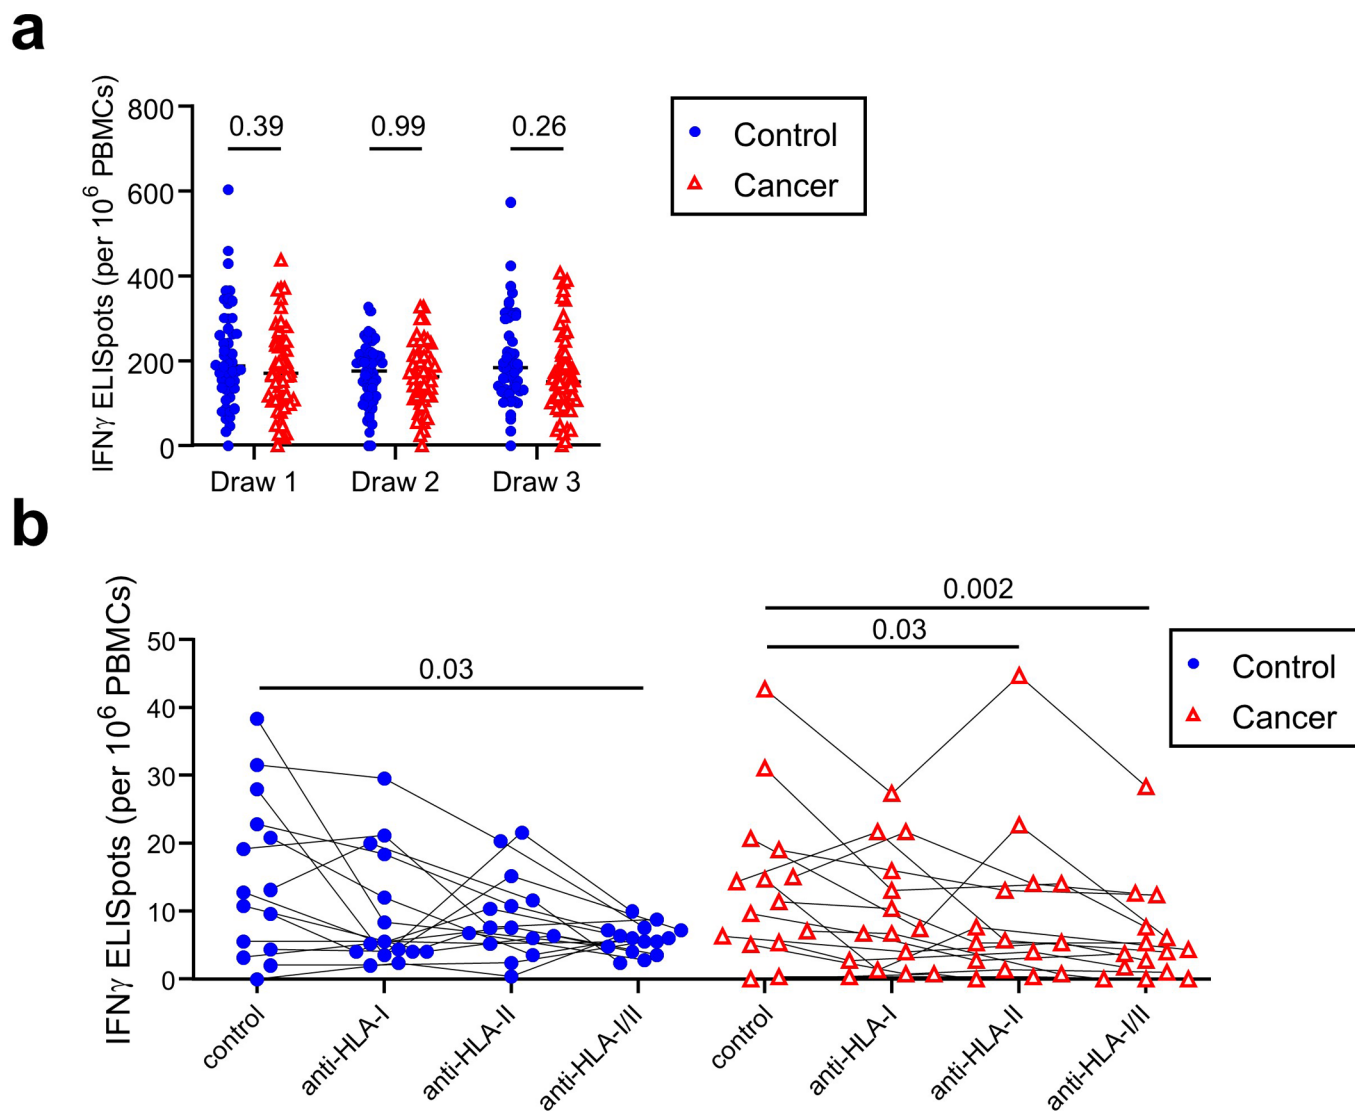 a
IFNγ ELISpots (per 10⁶ PBMCs)
800
600
400
200
0
0.39
0.99
0.26
Draw 1
Draw 2
Draw 3
Control
Cancer
b
IFNγ ELISpots (per 10⁶ PBMCs)
50
40
30
20
10
0
0.03
0.002
0.03
control
anti-HLA-I
anti-HLA-II
anti-HLA-I/II
control
anti-HLA-I
anti-HLA-II
anti-HLA-I/II
Control
Cancer